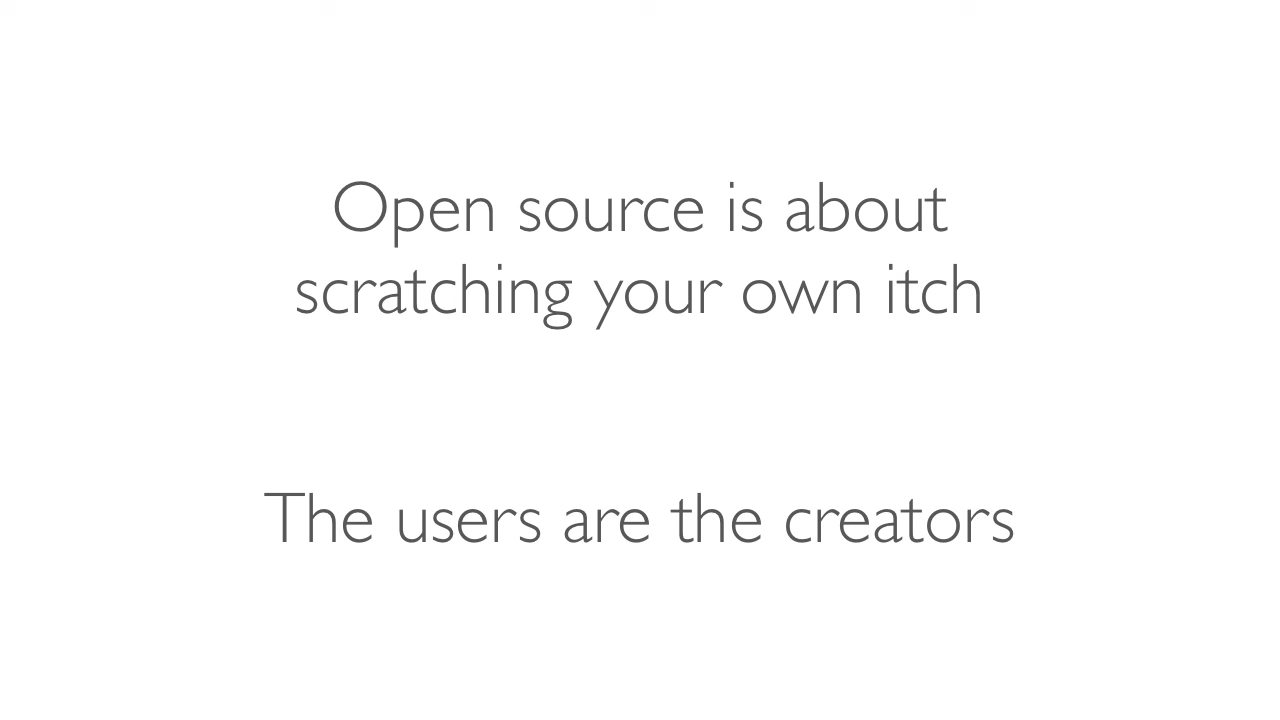 Open source is about
scratching your own itch
The users are the creators